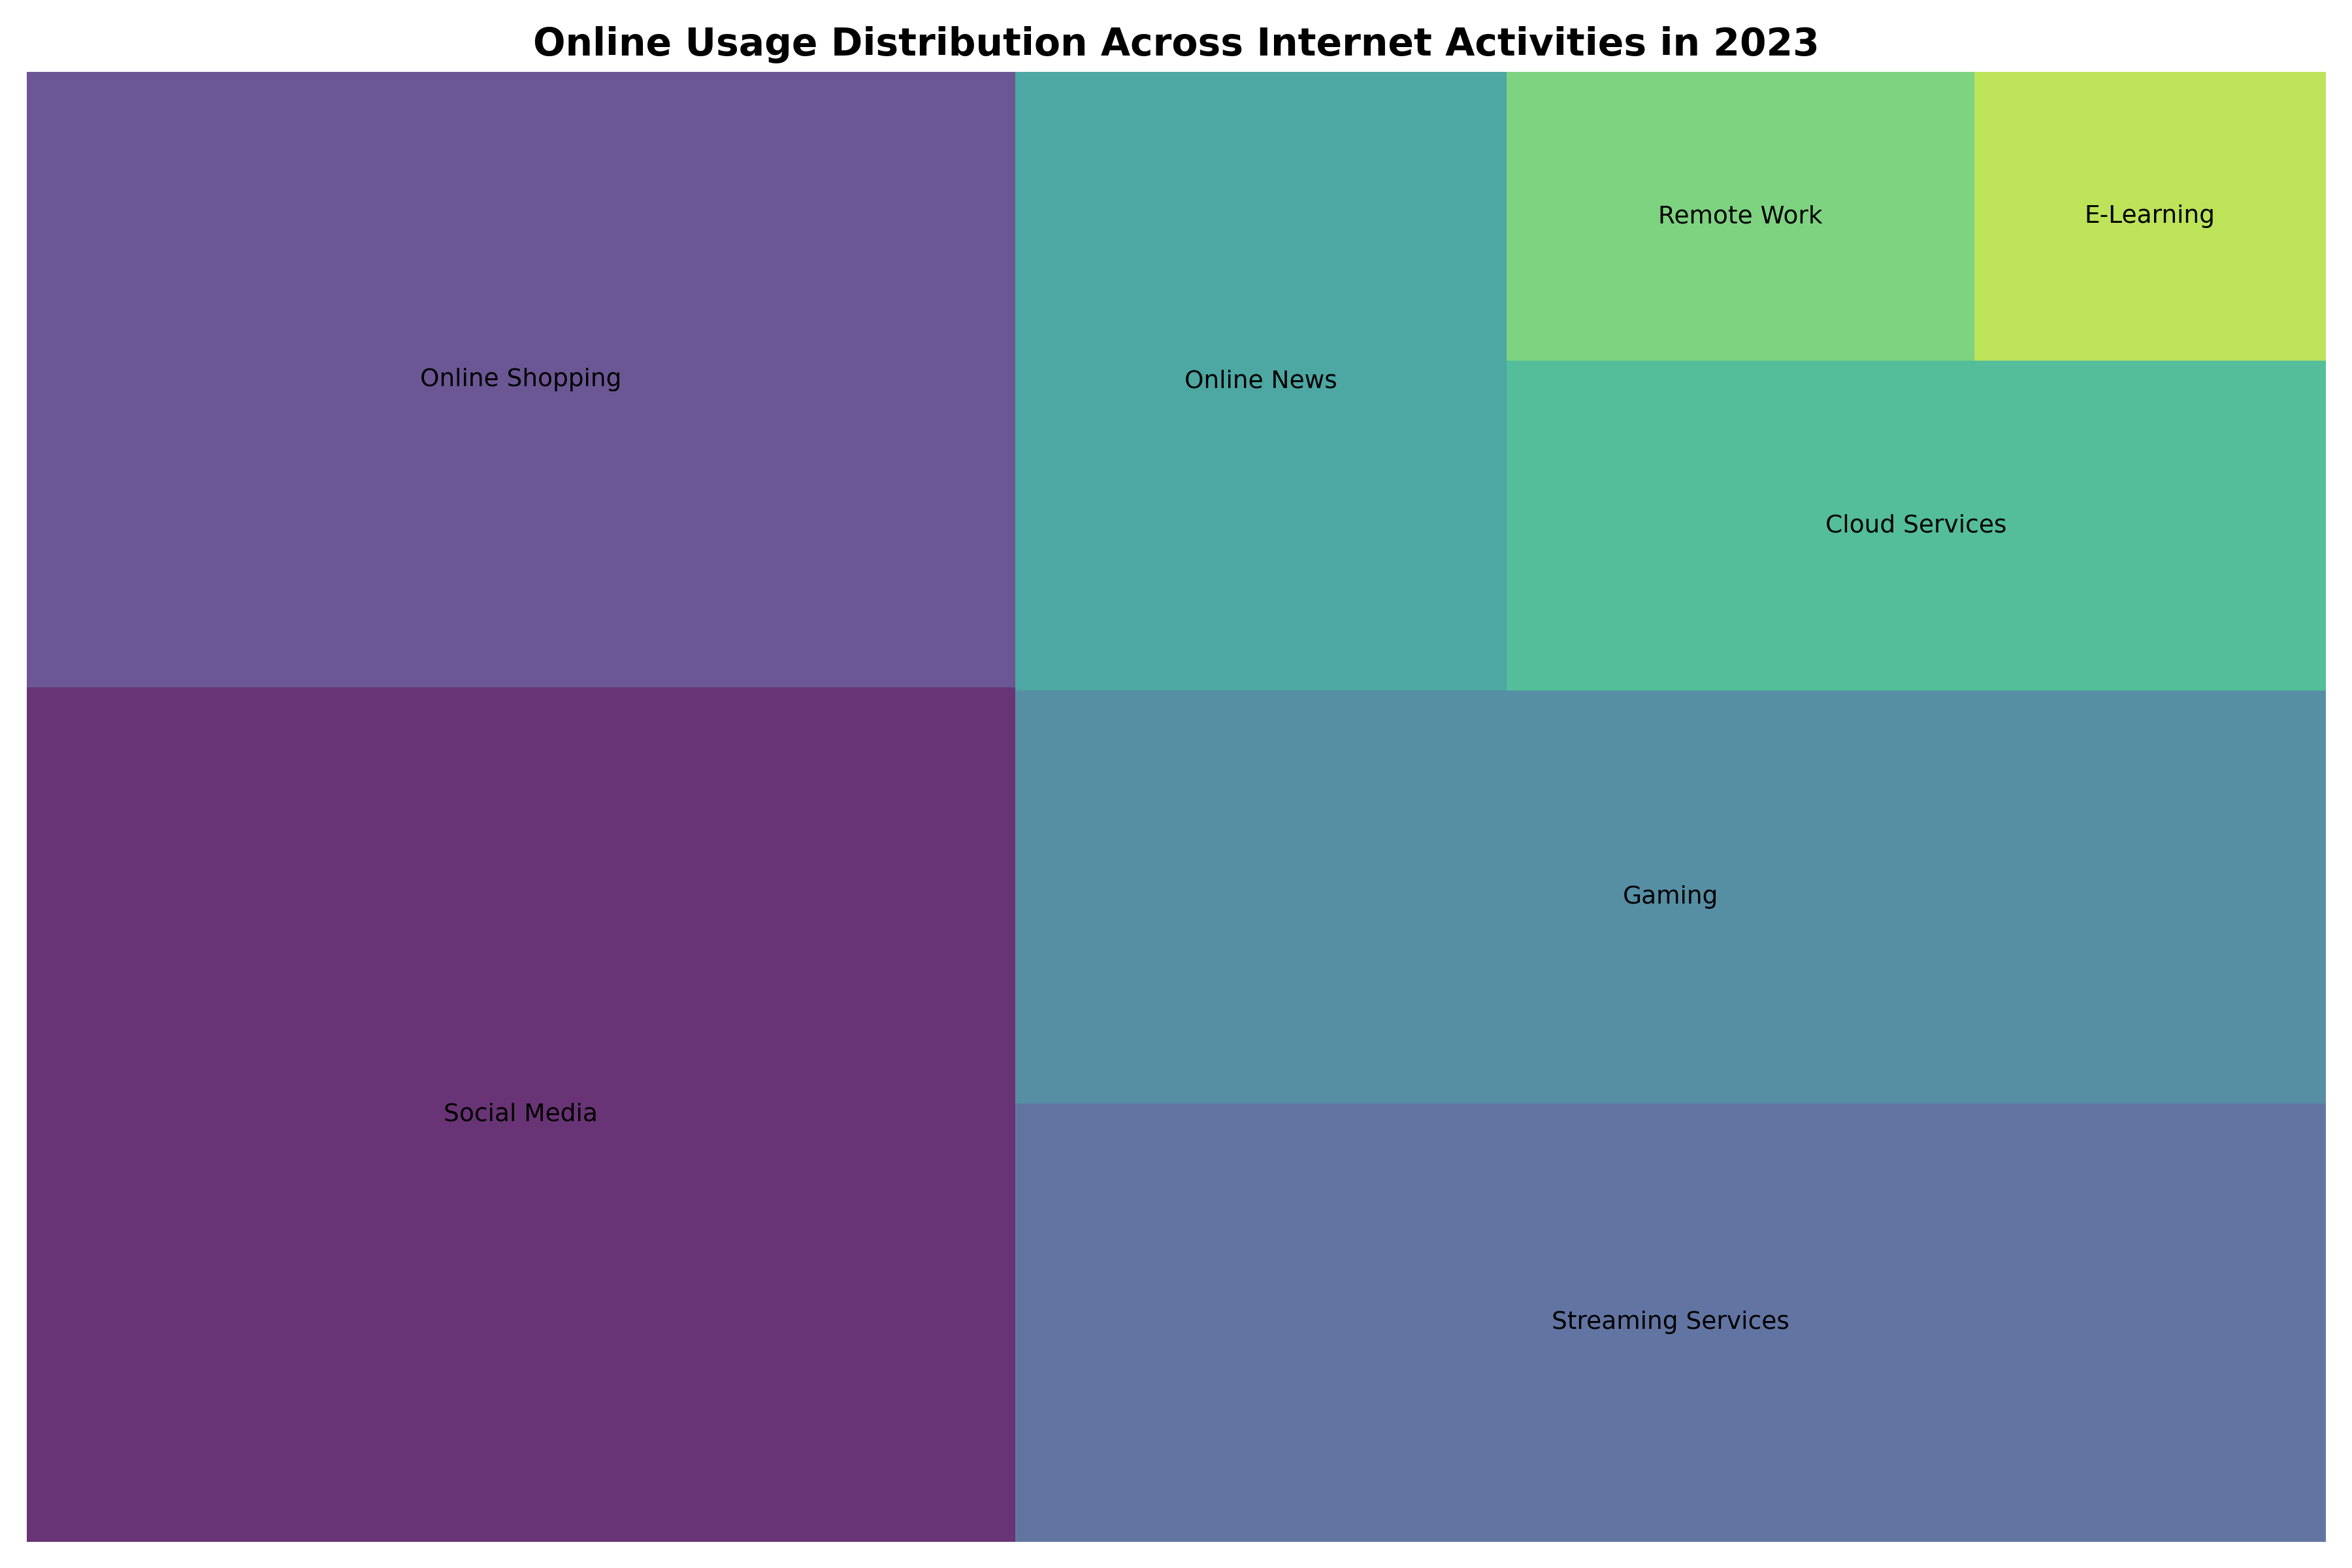 Online Usage Distribution Across Internet Activities in 2023
Remote Work
E-Learning
Online Shopping
Online News
Cloud Services
Gaming
Social Media
Streaming Services